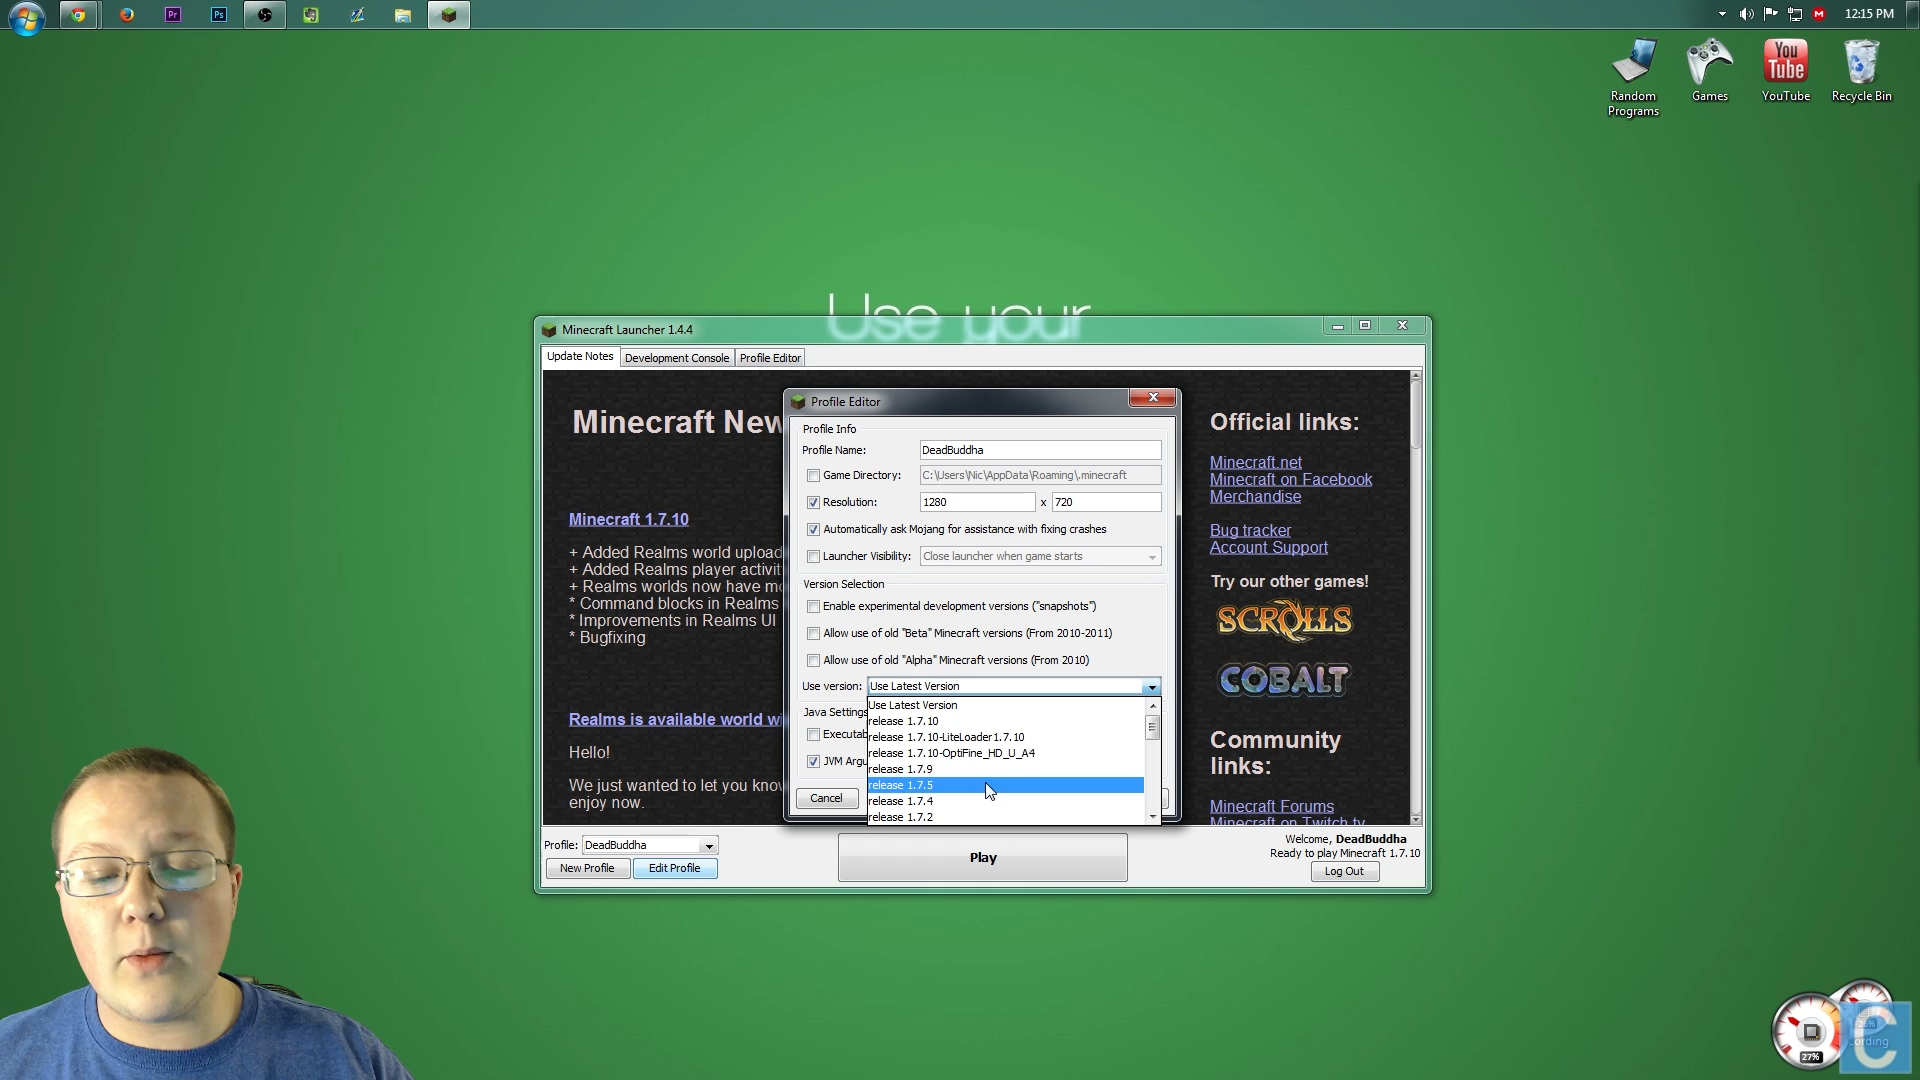 Pr
Ps
12:15 PM
Random
Programs
Games
You
Tube
YouTube
Recycle Bin
Use your
Minecraft Launcher 1.4.4
Update Notes
Development Console
Profile Editor
Minecraft New
Minecraft 1.7.10
+ Added Realms world upload
+ Added Realms player activit
+ Realms worlds now have mo
* Command blocks in Realms
* Improvements in Realms UI
* Bugfixing
Realms is available world wi
Hello!
We just wanted to let you know
enjoy now.
Profile Editor
Profile Info
Profile Name:
DeadBuddha
Game Directory:
C:\Users\Nic\AppData\Roaming\.minecraft
Resolution:
1280
x
720
Automatically ask Mojang for assistance with fixing crashes
Launcher Visibility:
Close launcher when game starts
Version Selection
Enable experimental development versions ("snapshots")
Allow use of old "Beta" Minecraft versions (From 2010-2011)
Allow use of old "Alpha" Minecraft versions (From 2010)
Use version:
Use Latest Version
Use Latest Version
release 1.7.10
release 1.7.10-LiteLoader1.7.10
release 1.7.10-OptiFine_HD_U_A4
release 1.7.9
release 1.7.5
release 1.7.4
release 1.7.2
Java Settings
Executab
JVM Argu
Cancel
Official links:
Minecraft.net
Minecraft on Facebook
Merchandise
Bug tracker
Account Support
Try our other games!
SCROLLS
COBALT
Community
links:
Minecraft Forums
Minecraft on Twitch.tv
Profile:
DeadBuddha
New Profile
Edit Profile
Play
Welcome, DeadBuddha
Ready to play Minecraft 1.7.10
Log Out
27%